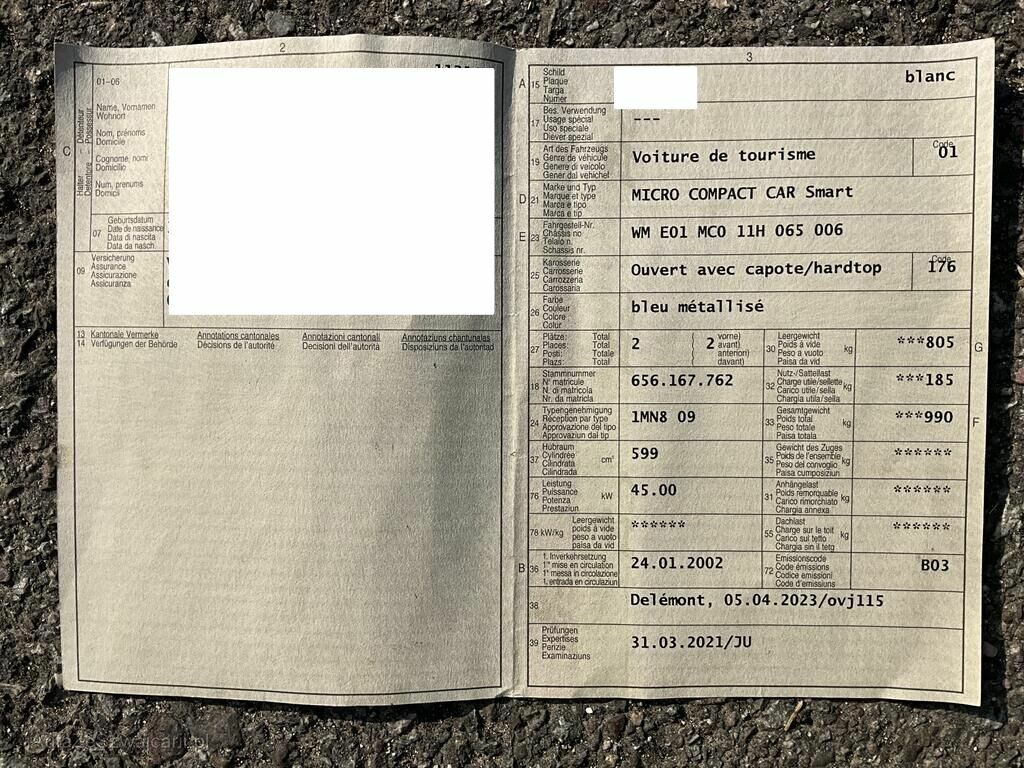 2
01-06
Name, Vornamen
Wohnort
Nom, prénoms
Domicile
Cognome, nomi
Domicilio
Num, prenums
Domicil
Détenteur
Possessur
Halter
Detentore
C
07
Geburtsdatum
Date de naissance
Data di nascita
Data da nasch.
09
Versicherung
Assurance
Assicurazione
Assicuranza
13
14
Kantonale Vermerke
Verfügungen der Behörde
Annotations cantonales
Décisions de l'autorité
Annotazioni cantonali
Decisioni dell'autorità
Annotaziuns chantunales
Disposiziuns da l'autoritad
3
A 15
Schild
Plaque
Targa
Numer
blanc
17
Bes. Verwendung
Usage spécial
Uso speciale
Diever spezial
---
19
Art des Fahrzeugs
Genre de véhicule
Genere di veicolo
Gener dal vehichel
Voiture de tourisme
Code
01
D 21
Marke und Typ
Marque et type
Marca e tipo
Marca e tip
MICRO COMPACT CAR Smart
E 23
Fahrgestell-Nr.
Châssis no
Telaio n.
Schassis nr.
WM E01 MC0 11H 065 006
25
Karosserie
Carrosserie
Carrozzeria
Carossaria
Ouvert avec capote/hardtop
Code
176
26
Farbe
Couleur
Colore
Colur
bleu métallisé
27
Plätze: Total
Places: Total
Posti: Totale
Plazs: Total
2
2
vorne)
avant)
anteriori)
davant)
30
Leergewicht
Poids à vide
Peso a vuoto
Paisa da vid
kg
***805
G
18
Stammnummer
N° matricule
N. di matricola
Nr. da matricla
656.167.762
32
Nutz-/Sattellast
Charge utile/sellette
Carico utile/sella
Chargia utila/sella
kg
***185
24
Typengenehmigung
Réception par type
Approvazione del tipo
Approvaziun dal tip
1MN8 09
33
Gesamtgewicht
Poids total
Peso totale
Paisa totala
kg
***990
F
37
Hubraum
Cylindrée
Cilindrata
Cilindrada
cm³
599
35
Gewicht des Zuges
Poids de l'ensemble
Peso del convoglio
Paisa cumposiziun
kg
******
76
Leistung
Puissance
Potenza
Prestaziun
kW
45.00
31
Anhängelast
Poids remorquable
Carico rimorchiato
Chargia annexa
kg
******
78 kW/kg
Leergewicht
poids à vide
peso a vuoto
paisa da vid
******
55
Dachlast
Charge sur le toit
Carico sul tetto
Chargia sin il tetg
kg
******
B 36
1. Inverkehrsetzung
1re mise en circulation
1a messa in circolazione
1. entrada en circulaziun
24.01.2002
72
Emissionscode
Code émissions
Codice emissioni
Code d'emissiuns
B03
38
Delémont, 05.04.2023/ovj115
39
Prüfungen
Expertises
Perizie
Examinaziuns
31.03.2021/JU